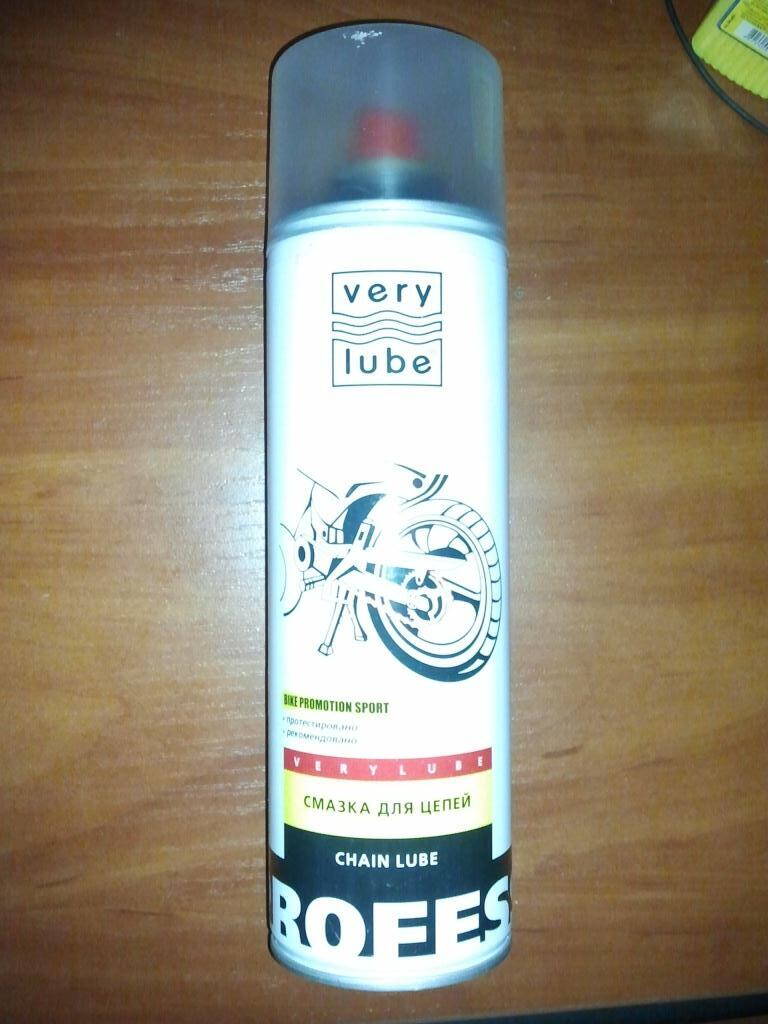 very
lube
BIKE PROMOTION SPORT
- протестировано
- рекомендовано
VERYLUBE
СМАЗКА ДЛЯ ЦЕПЕЙ
CHAIN LUBE
ROFES